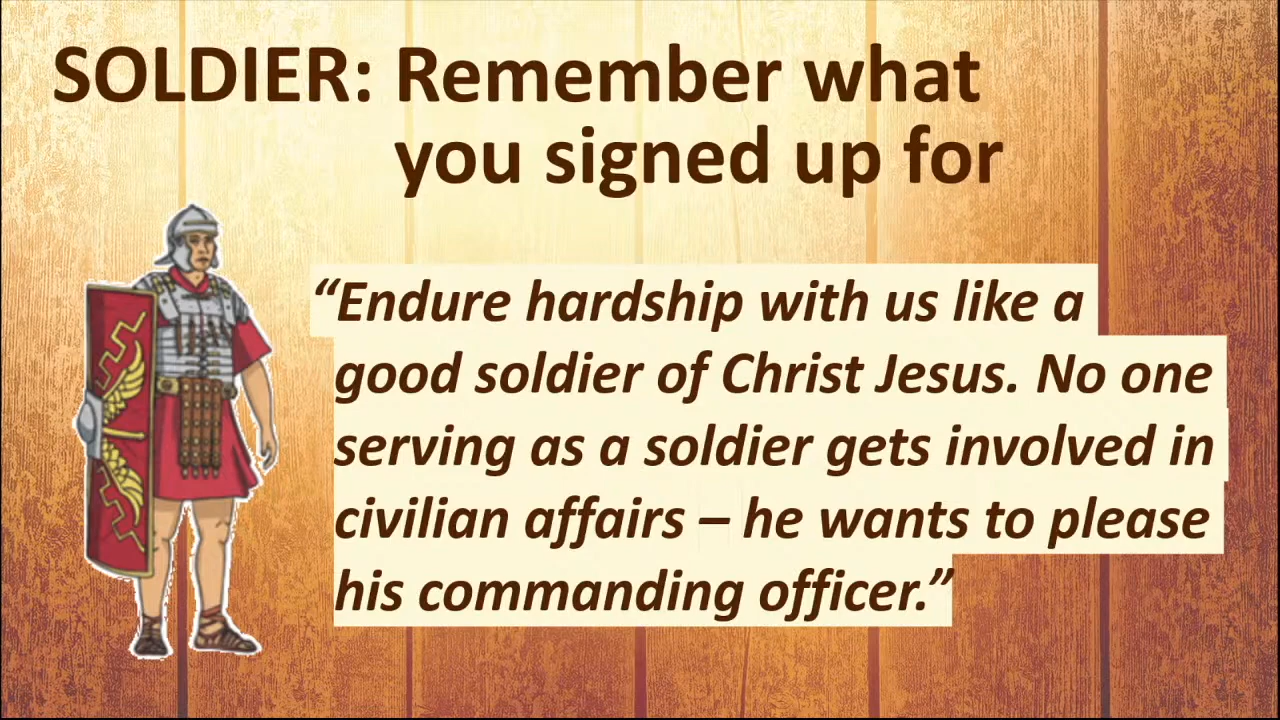 SOLDIER: Remember what
you signed up for
“Endure hardship with us like a
good soldier of Christ Jesus. No one
serving as a soldier gets involved in
civilian affairs – he wants to please
his commanding officer.”